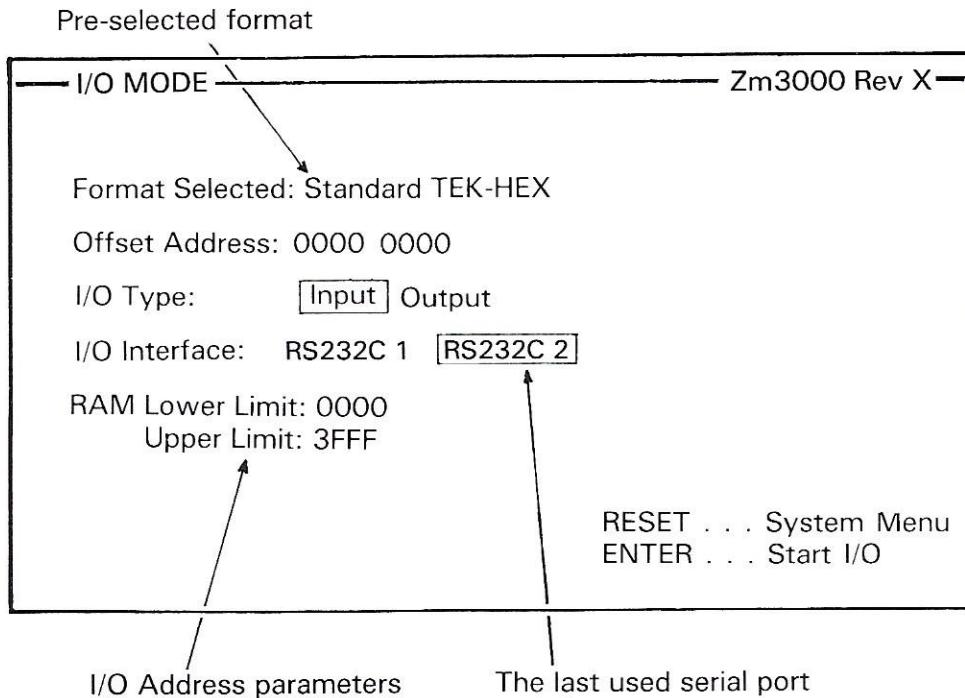 Pre-selected format
I/O MODE Zm3000 Rev X
Format Selected: Standard TEK-HEX
Offset Address: 0000 0000
I/O Type: Input Output
I/O Interface: RS232C 1 RS232C 2
RAM Lower Limit: 0000
Upper Limit: 3FFF
RESET . . . System Menu
ENTER . . . Start I/O
I/O Address parameters The last used serial port